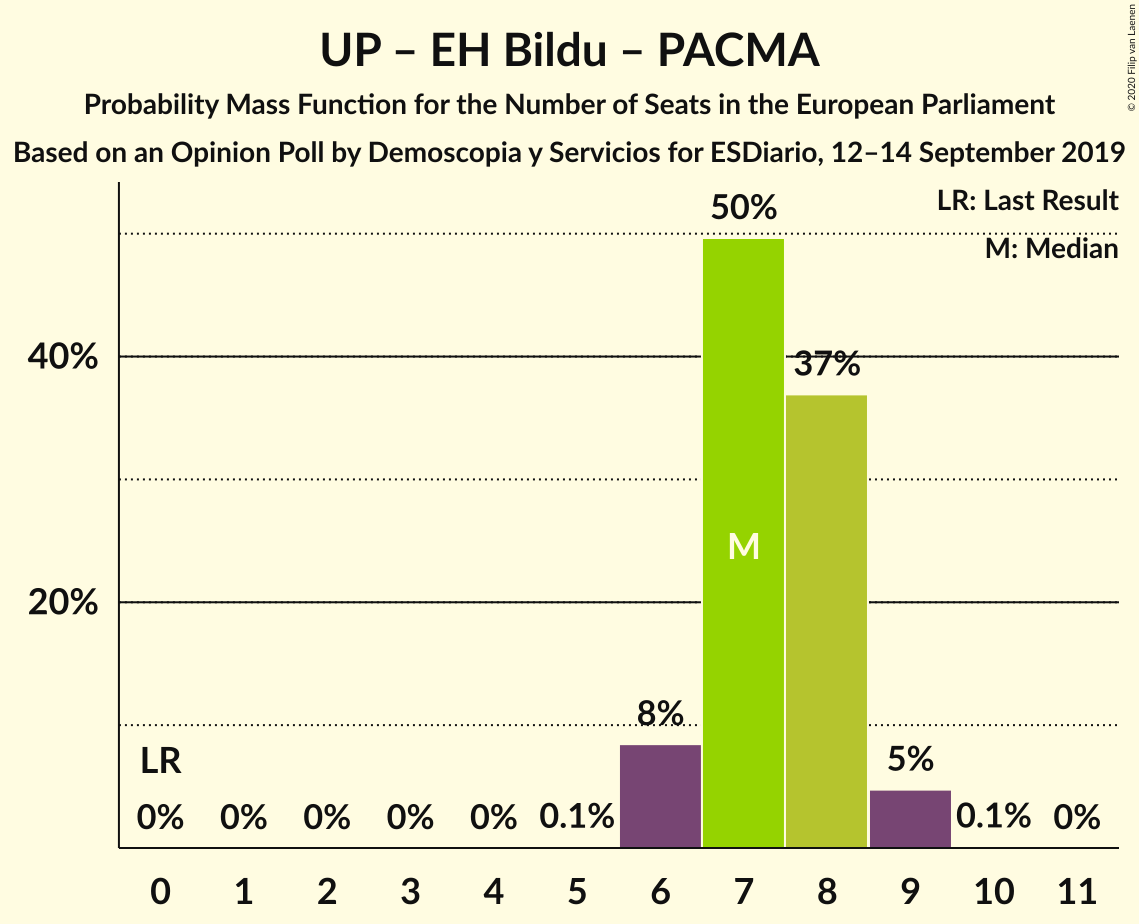 UP – EH Bildu – PACMA
Probability Mass Function for the Number of Seats in the European Parliament
Based on an Opinion Poll by Demoscopia y Servicios for ESDiario, 12–14 September 2019
© 2020 Filip van Laenen
LR: Last Result
M: Median
50%
40%
37%
M
20%
8%
LR
5%
0% 0% 0% 0% 0% 0.1% 0.1% 0%
0 1 2 3 4 5 6 7 8 9 10 11